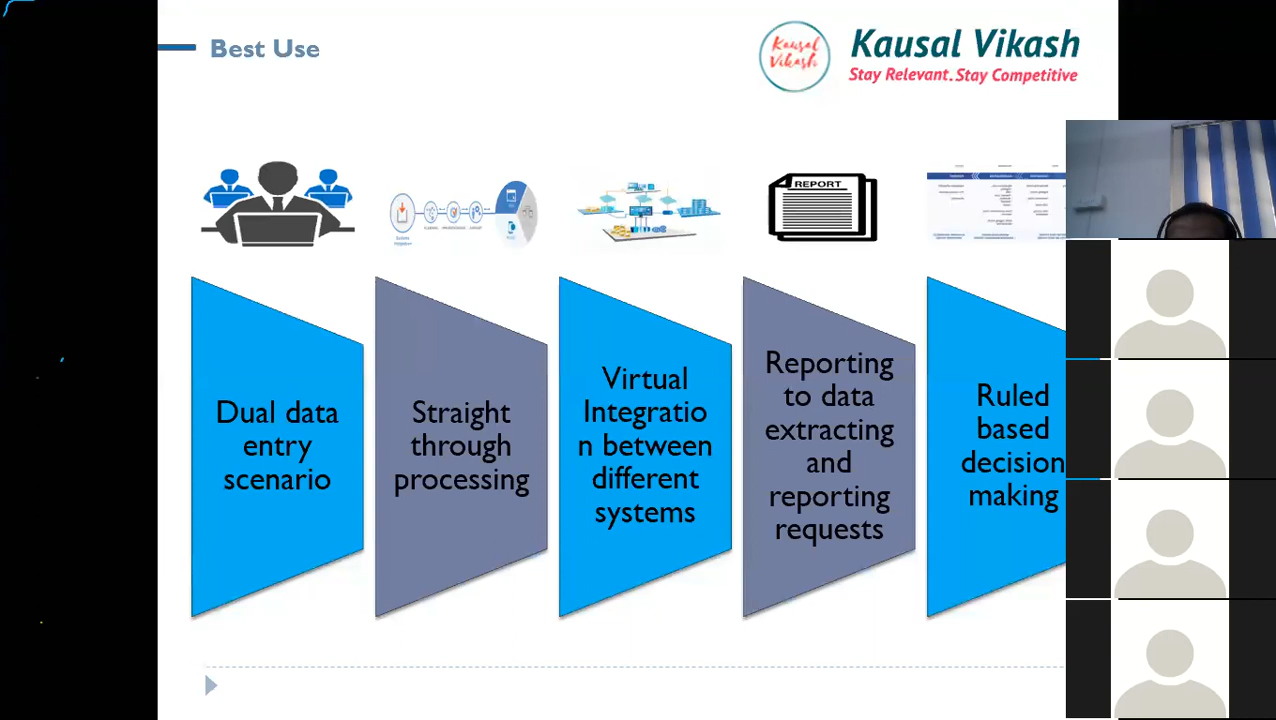 Best Use
Kausal
Vikash
Kausal Vikash
Stay Relevant. Stay Competitive
REPORT
Dual data
entry
scenario
Straight
through
processing
Virtual
Integratio
n between
different
systems
Reporting
to data
extracting
and
reporting
requests
Ruled
based
decision
making